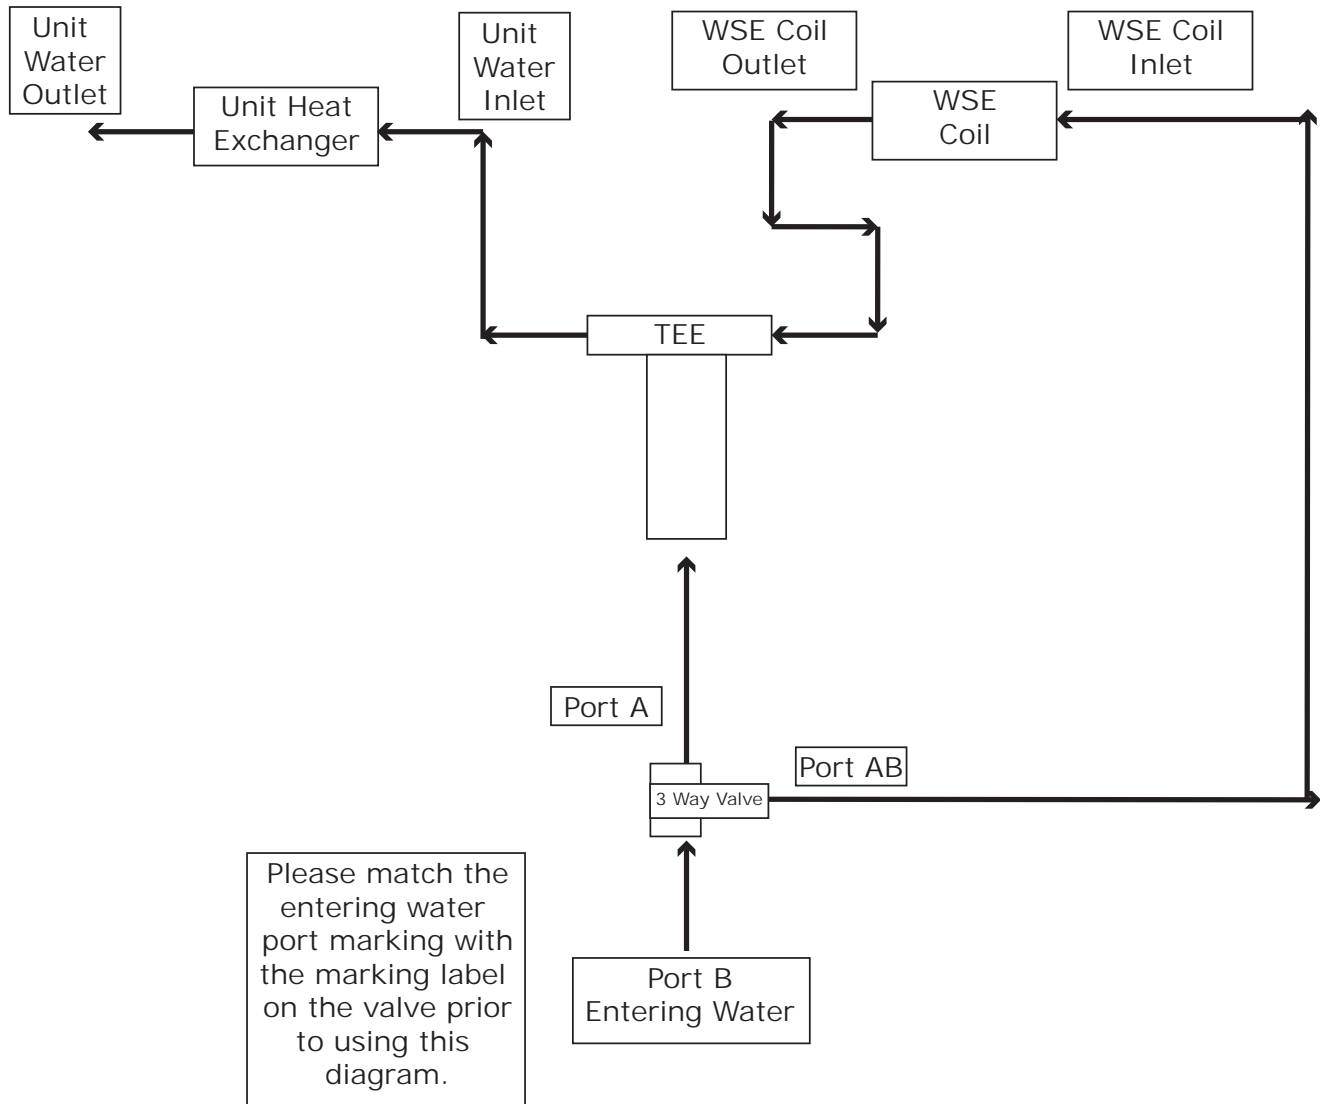 Unit
Water
Outlet
Unit Heat
Exchanger
Unit
Water
Inlet
WSE Coil
Outlet
WSE
Coil
WSE Coil
Inlet
TEE
Port A
3 Way Valve
Port AB
Please match the
entering water
port marking with
the marking label
on the valve prior
to using this
diagram.
Port B
Entering Water